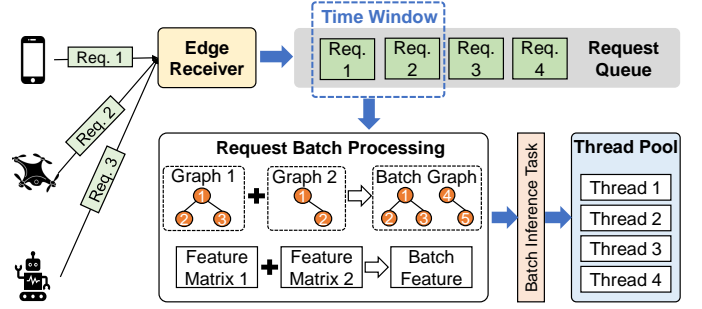 Time Window
Req. 1
Edge
Receiver
Req.
1
Req.
2
Req.
3
Req.
4
Request
Queue
Req. 2
Req. 3
Request Batch Processing
Graph 1
Graph 2
Batch Graph
1
2
3
1
2
1
2
3
4
5
Feature
Matrix 1
Feature
Matrix 2
Batch
Feature
Batch Inference Task
Thread Pool
Thread 1
Thread 2
Thread 3
Thread 4